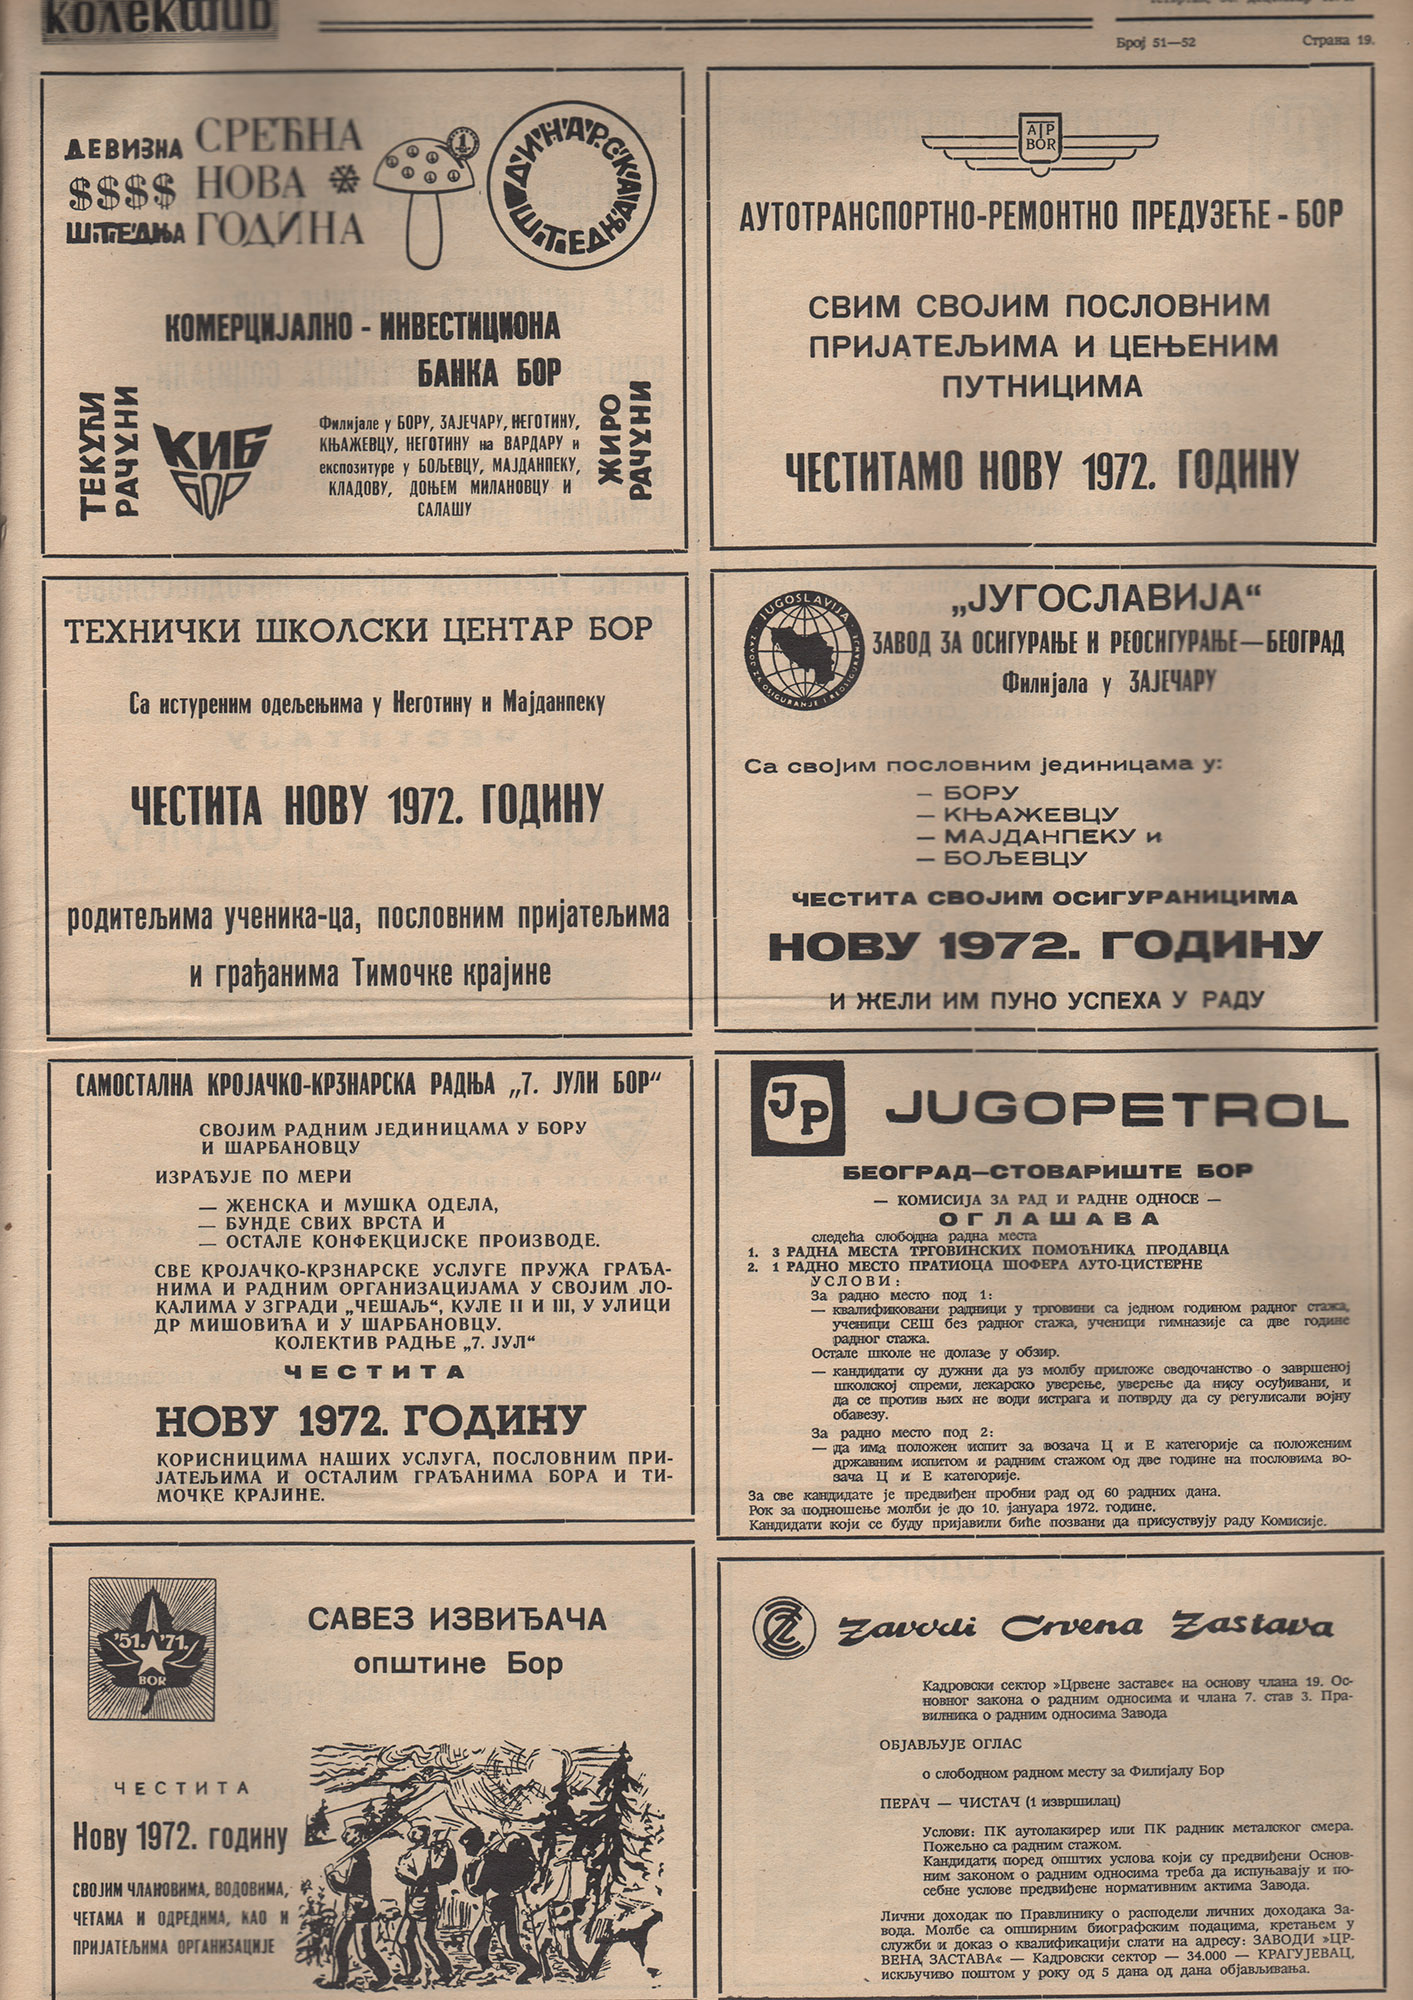 колектив
Број 51—52
Страна 19.
ДЕВИЗНА
$$$$
ШТЕДЊА
СРЕЋНА
НОВА
ГОДИНА
ДИНАРСКА
ШТЕДЊА
КОМЕРЦИЈАЛНО - ИНВЕСТИЦИОНА
БАНКА БОР
ТЕКУЋИ
РАЧУНИ
КИБ
БОР
Филијале у БОРУ, ЗАЈЕЧАРУ, НЕГОТИНУ,
КЊАЖЕВЦУ, НЕГОТИНУ на ВАРДАРУ и
експозитуре у БОЉЕВЦУ, МАЈДАНПЕКУ,
КЛАДОВУ, ДОЊЕМ МИЛАНОВЦУ И
САЛАШУ
ЖИРО
РАЧУНИ
АЈР
BOR
АУТОТРАНСПОРТНО-РЕМОНТНО ПРЕДУЗЕЋЕ - БОР
СВИМ СВОЈИМ ПОСЛОВНИМ
ПРИЈАТЕЉИМА И ЦЕЊЕНИМ
ПУТНИЦИМА
ЧЕСТИТАМО НОВУ 1972. ГОДИНУ
ТЕХНИЧКИ ШКОЛСКИ ЦЕНТАР БОР
Са истуреним одељењима у Неготину и Мајданпеку
ЧЕСТИТА НОВУ 1972. ГОДИНУ
родитељима ученика-ца, пословним пријатељима
и грађанима Тимочке крајине
JUGOSLAVIJA
ZAVOD ZA OSIGURANJE I REOSIGURANJE
„ЈУГОСЛАВИЈА“
ЗАВОД ЗА ОСИГУРАЊЕ И РЕОСИГУРАЊЕ—БЕОГРАД
Филијала у ЗАЈЕЧАРУ
Са својим пословним јединицама у:
— БОРУ
— КЊАЖЕВЦУ
— МАЈДАНПЕКУ и
— БОЉЕВЦУ
ЧЕСТИТА СВОЈИМ ОСИГУРАНИЦИМА
НОВУ 1972. ГОДИНУ
И ЖЕЛИ ИМ ПУНО УСПЕХА У РАДУ
САМОСТАЛНА КРОЈАЧКО-КРЗНАРСКА РАДЊА „7. ЈУЛИ БОР“
СВОЈИМ РАДНИМ ЈЕДИНИЦАМА У БОРУ
И ШАРБАНОВЦУ
ИЗРАЂУЈЕ ПО МЕРИ
— ЖЕНСКА И МУШКА ОДЕЛА,
— БУНДЕ СВИХ ВРСТА И
— ОСТАЛЕ КОНФЕКЦИЈСКЕ ПРОИЗВОДЕ.
СВЕ КРОЈАЧКО-КРЗНАРСКЕ УСЛУГЕ ПРУЖА ГРАЂА-
НИМА И РАДНИМ ОРГАНИЗАЦИЈАМА У СВОЈИМ ЛО-
КАЛИМА У ЗГРАДИ „ЧЕШАЉ“, КУЛЕ II И III, У УЛИЦИ
ДР МИШОВИЋА И У ШАРБАНОВЦУ.
КОЛЕКТИВ РАДЊЕ „7. ЈУЛ“
ЧЕСТИТА
НОВУ 1972. ГОДИНУ
КОРИСНИЦИМА НАШИХ УСЛУГА, ПОСЛОВНИМ ПРИ-
ЈАТЕЉИМА И ОСТАЛИМ ГРАЂАНИМА БОРА И ТИ-
МОЧКЕ КРАЈИНЕ.
JP
JUGOPETROL
БЕОГРАД—СТОВАРИШТЕ БОР
— КОМИСИЈА ЗА РАД И РАДНЕ ОДНОСЕ —
ОГЛАШАВА
следећа слободна радна места
1. 3 РАДНА МЕСТА ТРГОВИНСКИХ ПОМОЋНИКА ПРОДАВЦА
2. 1 РАДНО МЕСТО ПРАТИОЦА ШОФЕРА АУТО-ЦИСТЕРНЕ
УСЛОВИ:
За радно место под 1:
— квалификовани радници у трговини са једном годином радног стажа,
ученици СЕШ без радног стажа, ученици гимназије са две године
радног стажа.
Остале школе не долазе у обзир.
— кандидати су дужни да уз молбу приложе сведочанство о завршеној
школској спреми, лекарско уверење, уверење да нису осуђивани, и
да се против њих не води истрага и потврду да су регулисали војну
обавезу.
За радно место под 2:
— да има положен испит за возача Ц и Е категорије са положеним
државним испитом и радним стажом од две године на пословима во-
зача Ц и Е категорије.
За све кандидате је предвиђен пробни рад од 60 радних дана.
Рок за подношење молби је до 10. јануара 1972. године.
Кандидати који се буду пријавили биће позвани да присуствују раду Комисије.
'51. '71.
BOR
САВЕЗ ИЗВИЂАЧА
општине Бор
ЧЕСТИТА
Нову 1972. годину
СВОЈИМ ЧЛАНОВИМА, ВОДОВИМА,
ЧЕТАМА И ОДРЕДИМА, КАО И
ПРИЈАТЕЉИМА ОРГАНИЗАЦИЈЕ
Zavodi Crvena Zastava
Кадровски сектор »Црвене заставе« на основу члана 19. Ос-
новног закона о радним односима и члана 7. став 3. Пра-
вилника о радним односима Завода
ОБЈАВЉУЈЕ ОГЛАС
о слободном радном месту за Филијалу Бор
ПЕРАЧ — ЧИСТАЧ (1 извршилац)
Услови: ПК аутолакирер или ПК радник металског смера.
Пожељно са радним стажом.
Кандидати, поред општих услова који су предвиђени Основ-
ним законом о радним односима треба да испуњавају и по-
себне услове предвиђене нормативним актима Завода.
Лични доходак по Правлинику о расподели личних доходака За-
вода. Молбе са општирним биографским подацима, кретањем у
служби и доказ о квалификацији слати на адресу: ЗАВОДИ »ЦР-
ВЕНА ЗАСТАВА« — Кадровски сектор — 34.000 — КРАГУЈЕВАЦ,
искључиво поштом у року од 5 дана од дана објављивања.